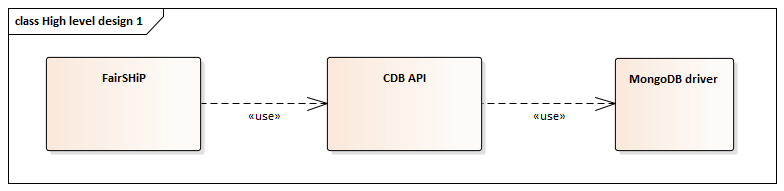 class High level design 1
FairSHiP
CDB API
MongoDB driver
«use»
«use»